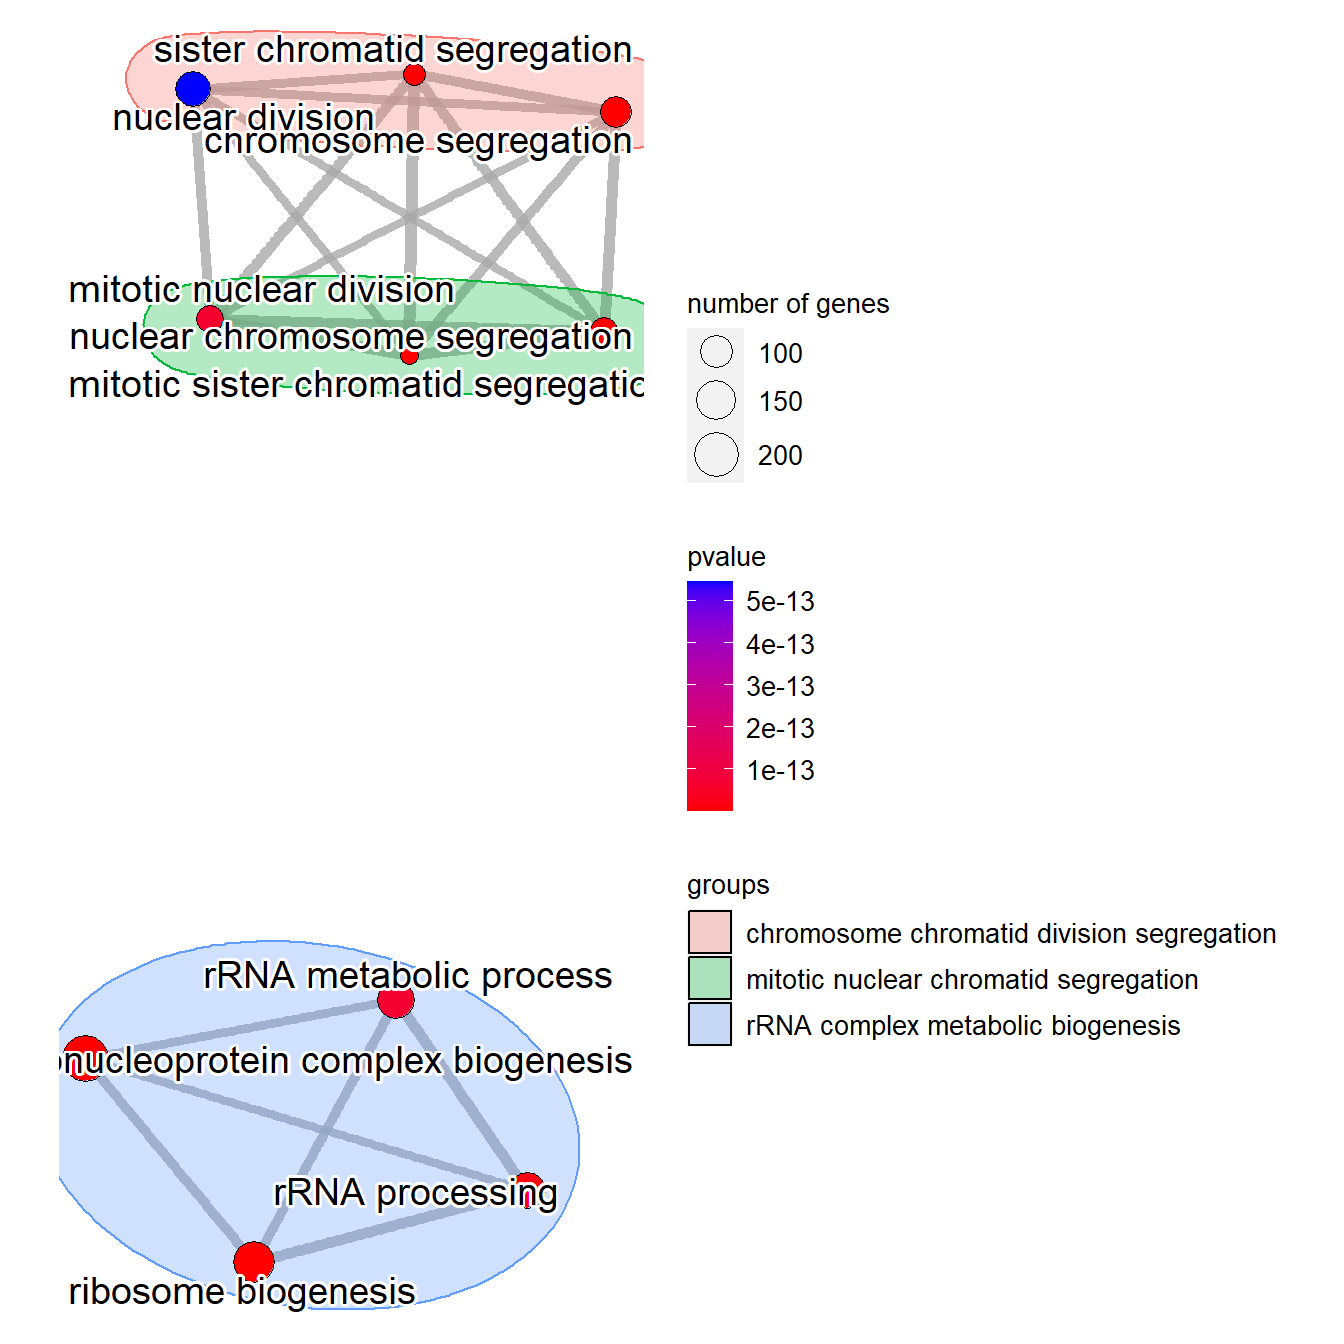 sister chromatid segregation
nuclear division
chromosome segregation
mitotic nuclear division
nuclear chromosome segregation
mitotic sister chromatid segregatio
rRNA metabolic process
onucleoprotein complex biogenesis
rRNA processing
ribosome biogenesis
number of genes
100
150
200
pvalue
5e-13
4e-13
3e-13
2e-13
1e-13
groups
chromosome chromatid division segregation
mitotic nuclear chromatid segregation
rRNA complex metabolic biogenesis